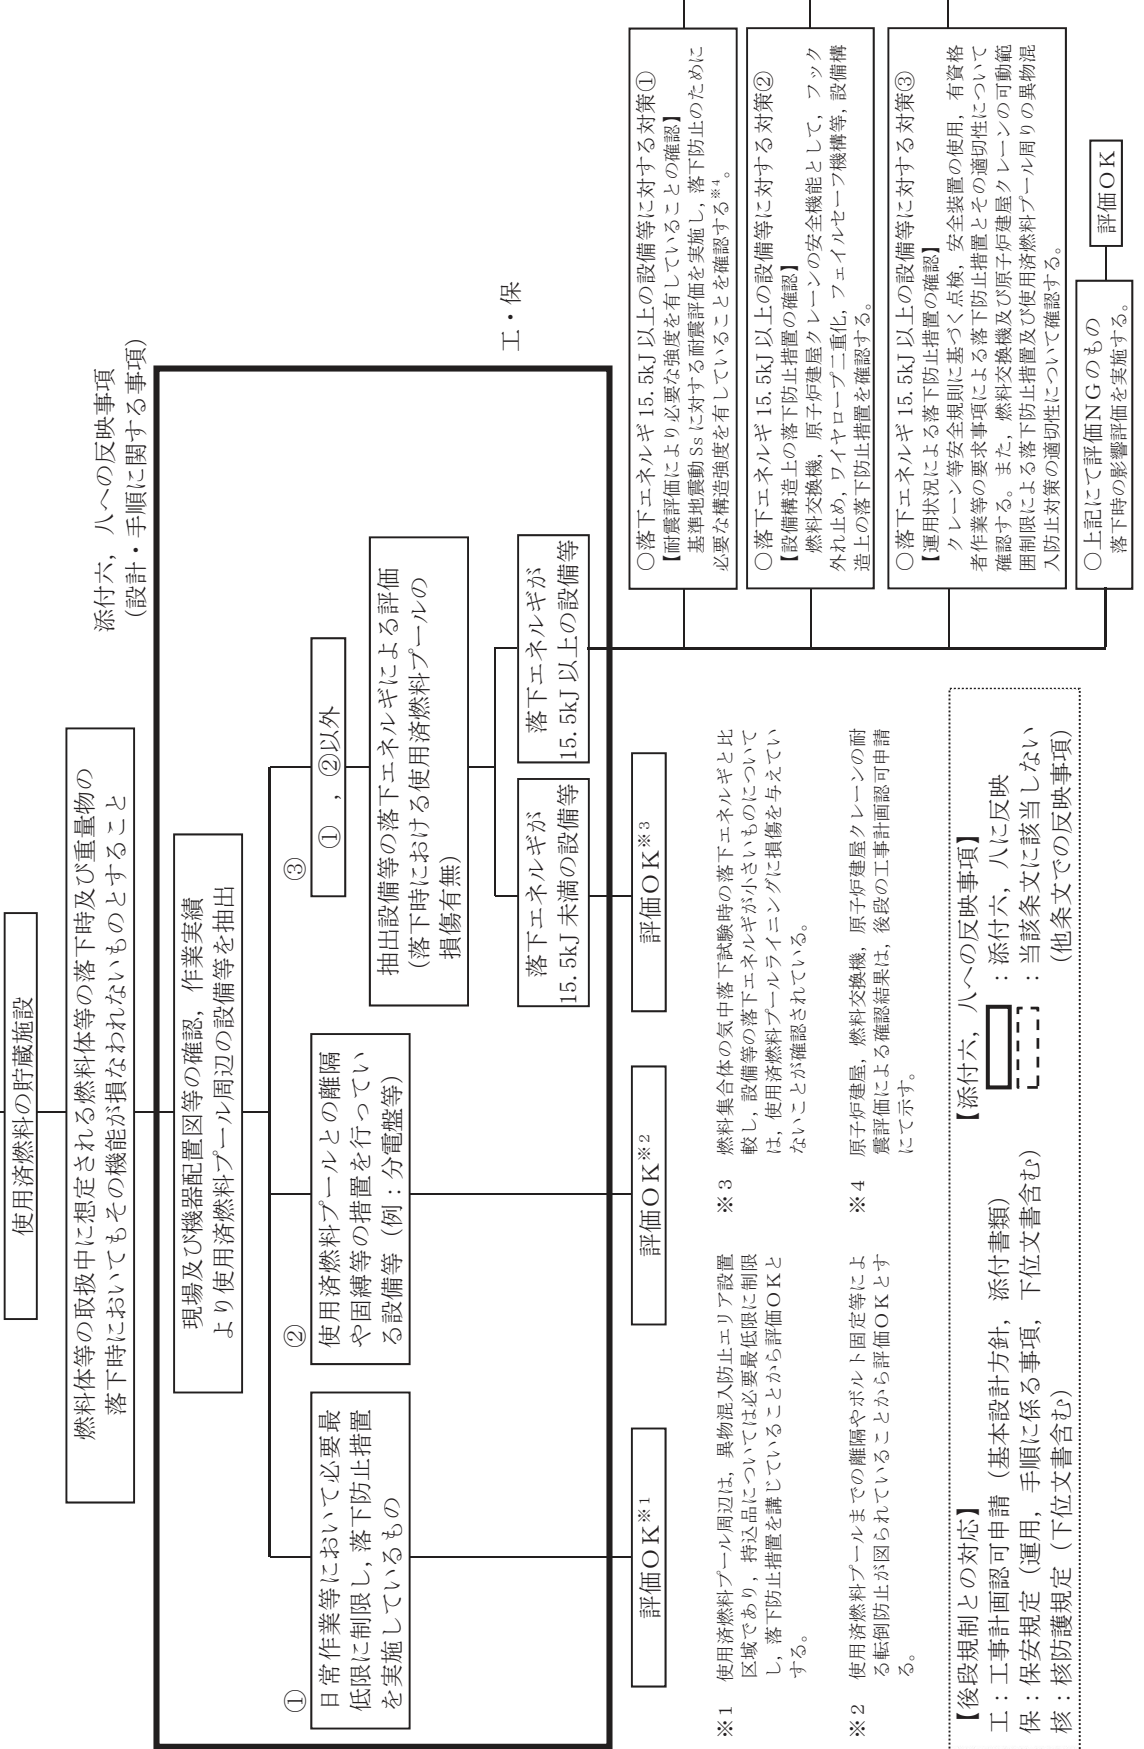 使用済燃料の貯蔵施設
燃料体等の取扱中に想定される燃料体等の落下時及び重量物の
落下時においてもその機能が損なわれないものとすること
添付六，八への反映事項
（設計・手順に関する事項）
現場及び機器配置図等の確認，作業実績
より使用済燃料プール周辺の設備等を抽出
①
日常作業等において必要最
低限に制限し，落下防止措置
を実施しているもの
②
使用済燃料プールとの離隔
や固縛等の措置を行ってい
る設備等（例：分電盤等）
③
①，②以外
抽出設備等の落下エネルギによる評価
（落下時における使用済燃料プールの
損傷有無）
落下エネルギが
15.5kJ 未満の設備等
落下エネルギが
15.5kJ 以上の設備等
工・保
評価OK※1
評価OK※2
評価OK※3
○落下エネルギ 15.5kJ 以上の設備等に対する対策①
【耐震評価により必要な強度を有していることの確認】
基準地震動Ss に対する耐震評価を実施し，落下防止のために
必要な構造強度を有していることを確認する※4。
○落下エネルギ 15.5kJ 以上の設備等に対する対策②
【設備構造上の落下防止措置の確認】
燃料交換機，原子炉建屋クレーンの安全機能として，フック
外れ止め，ワイヤロープ二重化，フェイルセーフ機構等，設備構
造上の落下防止措置を確認する。
○落下エネルギ 15.5kJ 以上の設備等に対する対策③
【運用状況による落下防止措置の確認】
クレーン等安全規則に基づく点検，安全装置の使用，有資格
者作業等の要求事項による落下防止措置とその適切性について
確認する。また，燃料交換機及び原子炉建屋クレーンの可動範
囲制限による落下防止措置及び使用済燃料プール周りの異物混
入防止対策の適切性について確認する。
○上記にて評価NGのもの
落下時の影響評価を実施する。
評価OK
※1 使用済燃料プール周辺は，異物混入防止エリア設置
区域であり，持込品については必要最低限に制限
し，落下防止措置を講じていることから評価OKと
する。
※2 使用済燃料プールまでの離隔やボルト固定等によ
る転倒防止が図られていることから評価OKとす
る。
※3 燃料集合体の気中落下試験時の落下エネルギと比
較し，設備等の落下エネルギが小さいものについて
は，使用済燃料プールライニングに損傷を与えてい
ないことが確認されている。
※4 原子炉建屋，燃料交換機，原子炉建屋クレーンの耐
震評価による確認結果は，後段の工事計画認可申請
にて示す。
【後段規制との対応】
工：工事計画認可申請（基本設計方針，添付書類）
保：保安規定（運用，手順に係る事項，下位文書含む）
核：核防護規定（下位文書含む）
【添付六，八への反映事項】
：添付六，八に反映
：当該条文に該当しない
（他条文での反映事項）